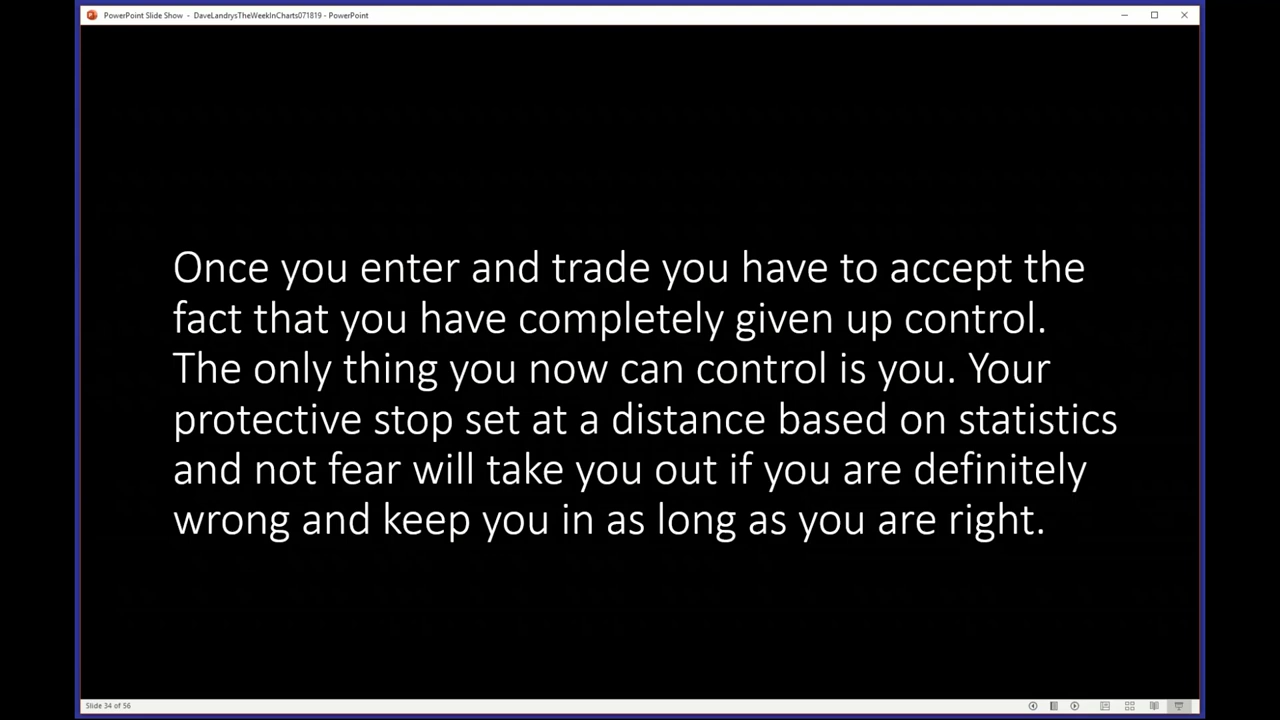 PowerPoint Slide Show - DaveLandrysTheWeekInCharts071819 - PowerPoint
Once you enter and trade you have to accept the
fact that you have completely given up control.
The only thing you now can control is you. Your
protective stop set at a distance based on statistics
and not fear will take you out if you are definitely
wrong and keep you in as long as you are right.
Slide 34 of 56